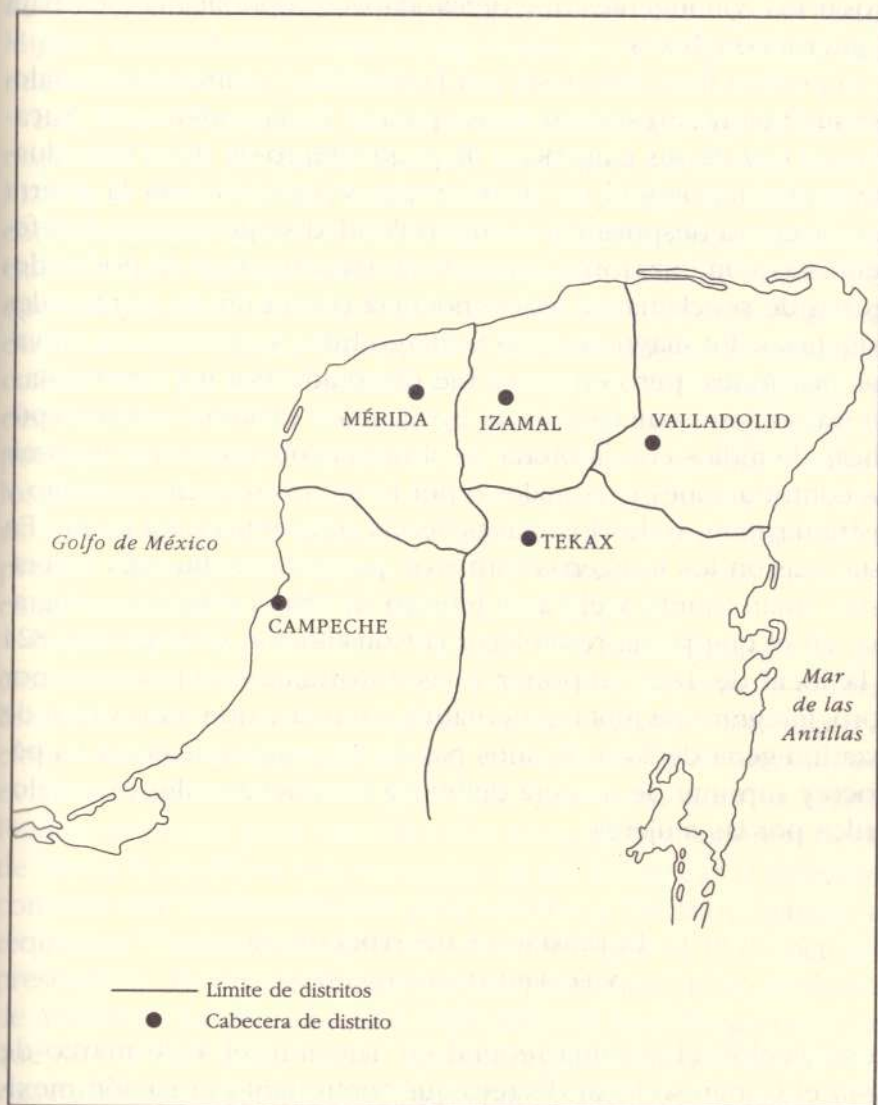 MÉRIDA
IZAMAL
VALLADOLID
Golfo de México
TEKAX
CAMPECHE
Mar
de las
Antillas
Límite de distritos
Cabecera de distrito